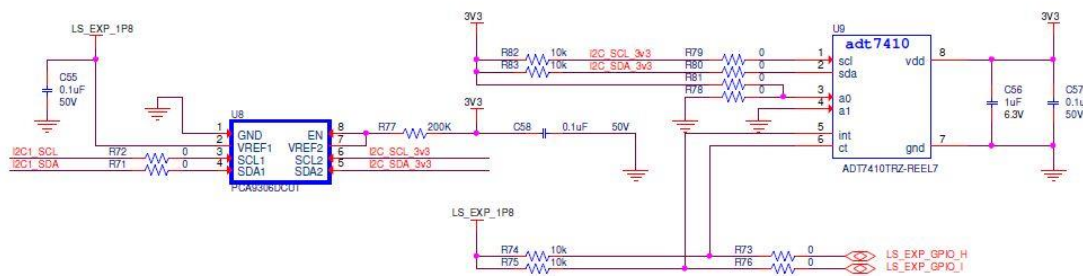 LS_EXP_1P8
C55
0.1uF
50V
U8
1 GND EN 8
2 VREF1 VREF2 7
3 SCL1 SCL2 6
4 SDA1 SDA2 5
PCA9306DCUT
I2C1_SCL R72 0
I2C1_SDA R71 0
R77 200K
3V3
C58 0.1uF 50V
I2C_SCL_3v3
I2C_SDA_3v3
3V3
R82 10k I2C_SCL_3v3 R79 0
R83 10k I2C_SDA_3v3 R80 0
R81 0
R78 0
U9
adt7410
1 scl vdd 8
2 sda
3 a0
4 a1
5 int
6 ct gnd 7
ADT7410TRZ-REEL7
3V3
C56
1uF
6.3V
C57
0.1u
50V
LS_EXP_1P8
R74 10k R73 0 LS_EXP_GPIO_H
R75 10k R76 0 LS_EXP_GPIO_I